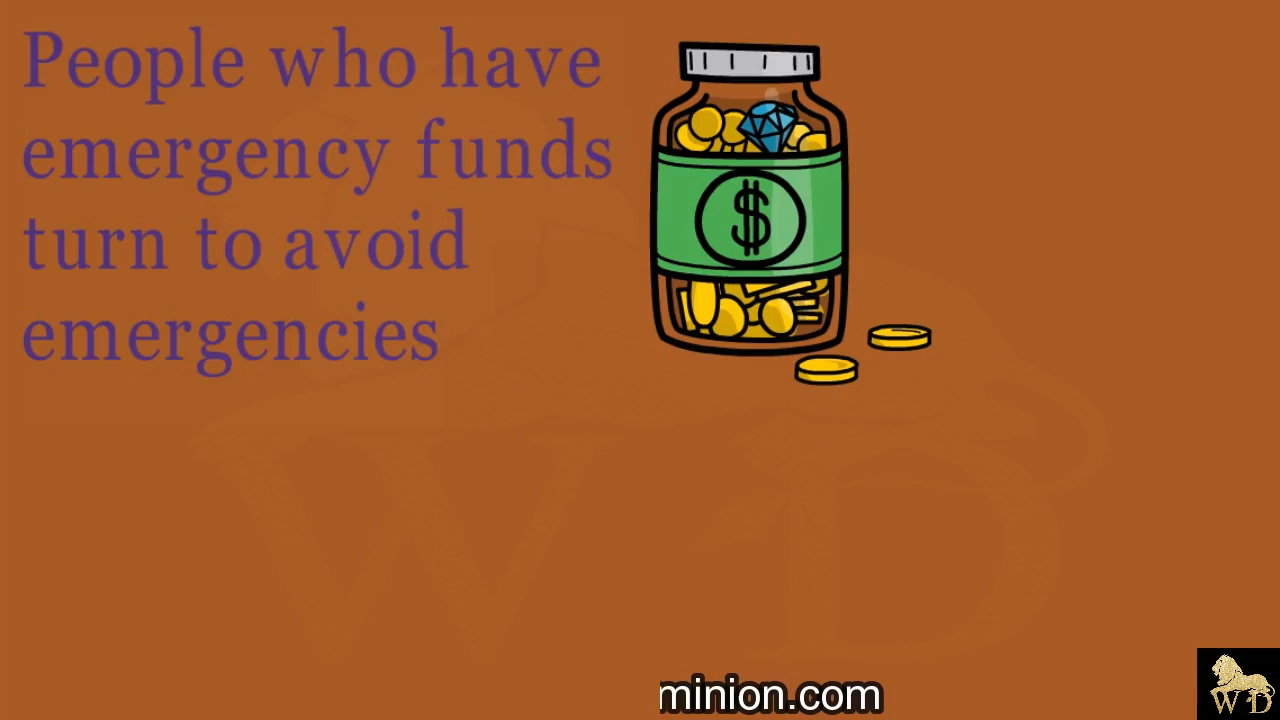 People who have
emergency funds
turn to avoid
emergencies
$
minion.com
W D